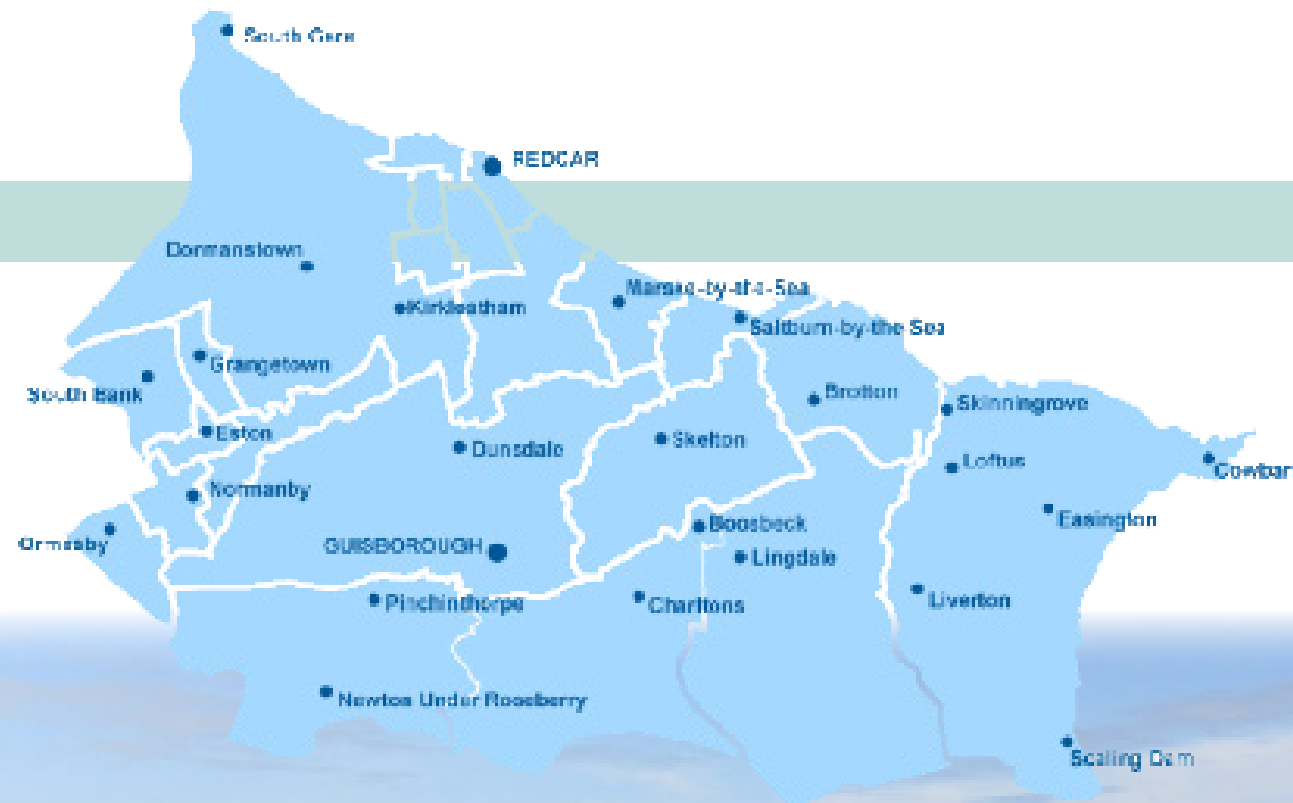 South Gare
REDCAR
Dormanstown
Marske-by-the-Sea
Kirkleatham
Saltburn-by-the Sea
Grangetown
South Bank
Brotton
Skinningrove
Eston
Dunsdale
Skelton
Loftus
Cowbar
Normanby
Easington
Boosbeck
Ormesby
GUISBOROUGH
Lingdale
Pinchinthorpe
Charltons
Liverton
Newton Under Roseberry
Scaling Dam